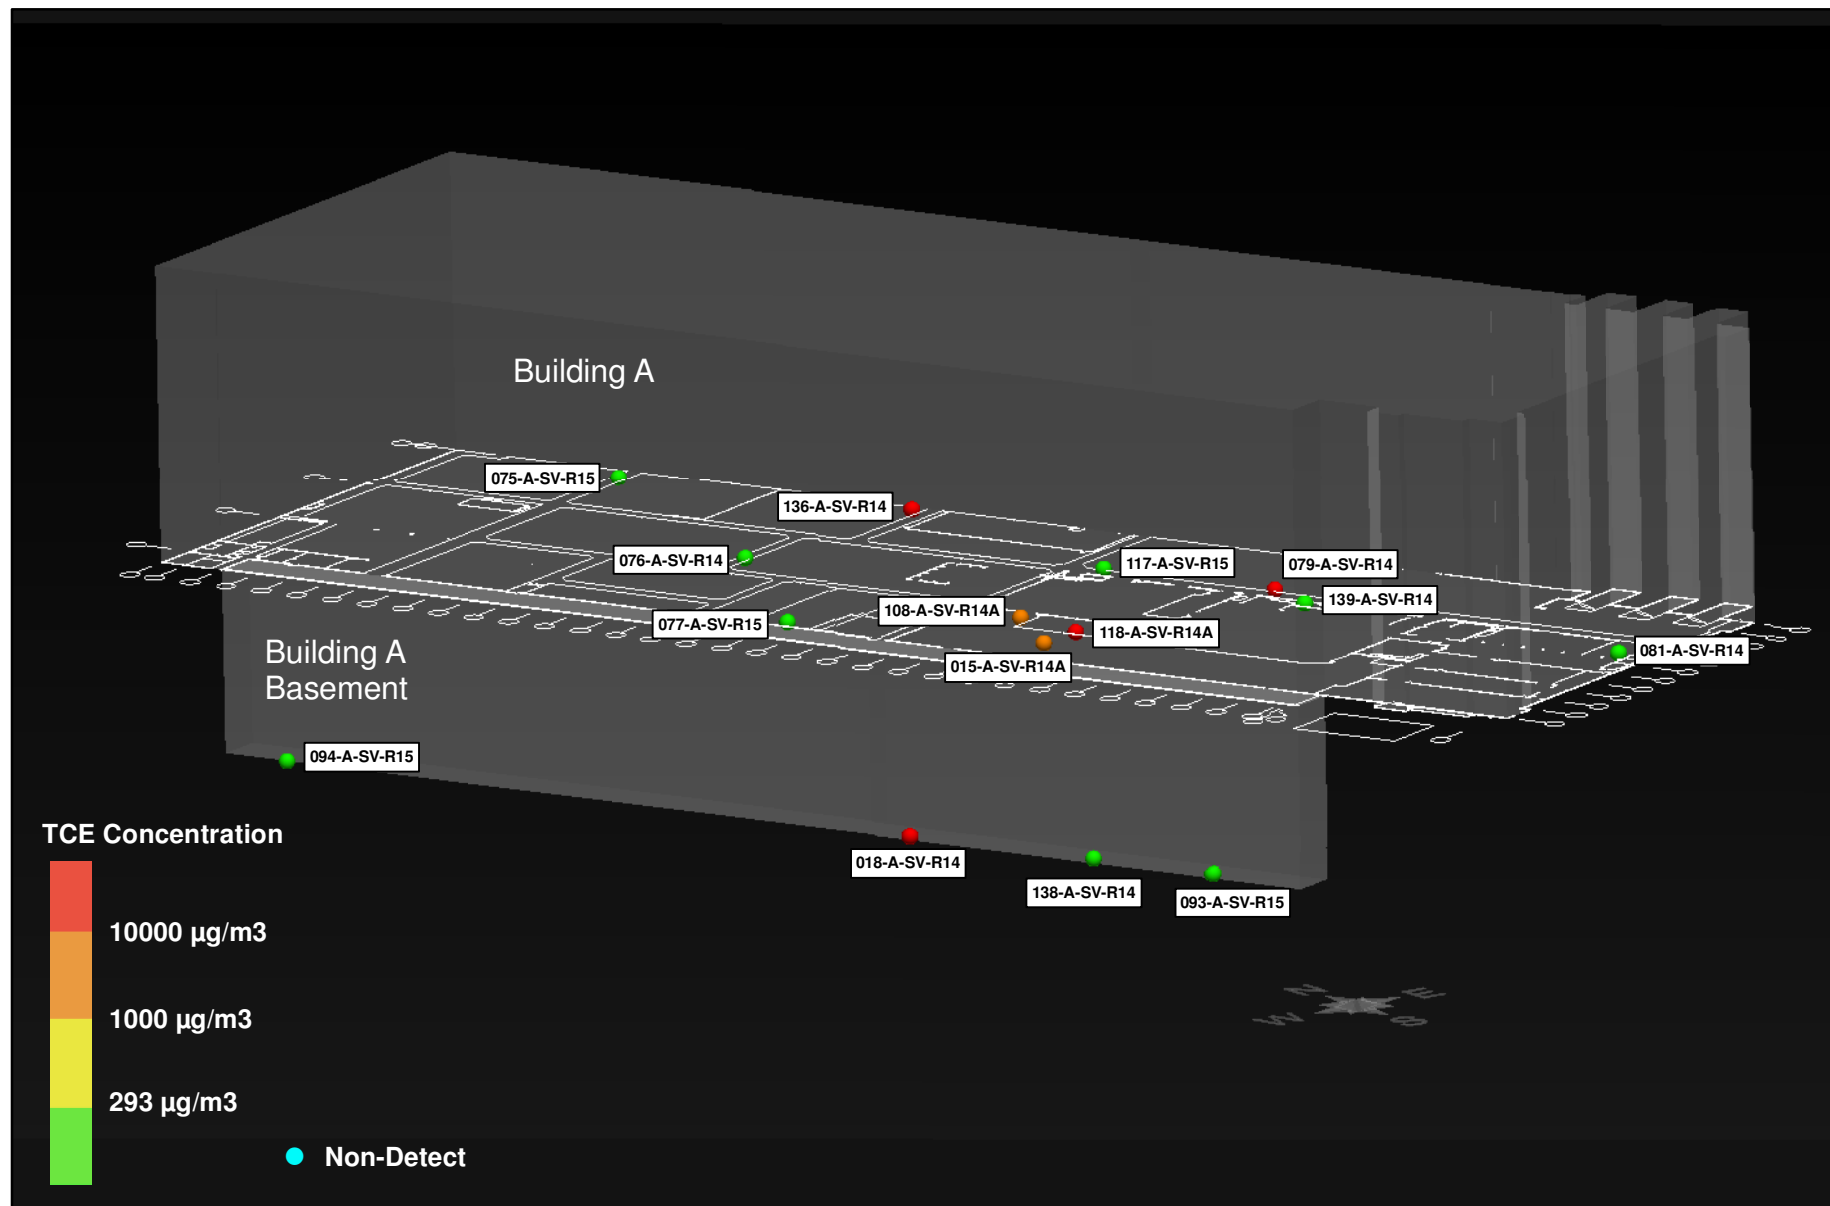 Building A
075-A-SV-R15
136-A-SV-R14
076-A-SV-R14
117-A-SV-R15
079-A-SV-R14
139-A-SV-R14
108-A-SV-R14A
077-A-SV-R15
118-A-SV-R14A
015-A-SV-R14A
081-A-SV-R14
Building A
Basement
094-A-SV-R15
018-A-SV-R14
138-A-SV-R14
093-A-SV-R15
TCE Concentration
10000 µg/m3
1000 µg/m3
293 µg/m3
Non-Detect
N
E
W
S